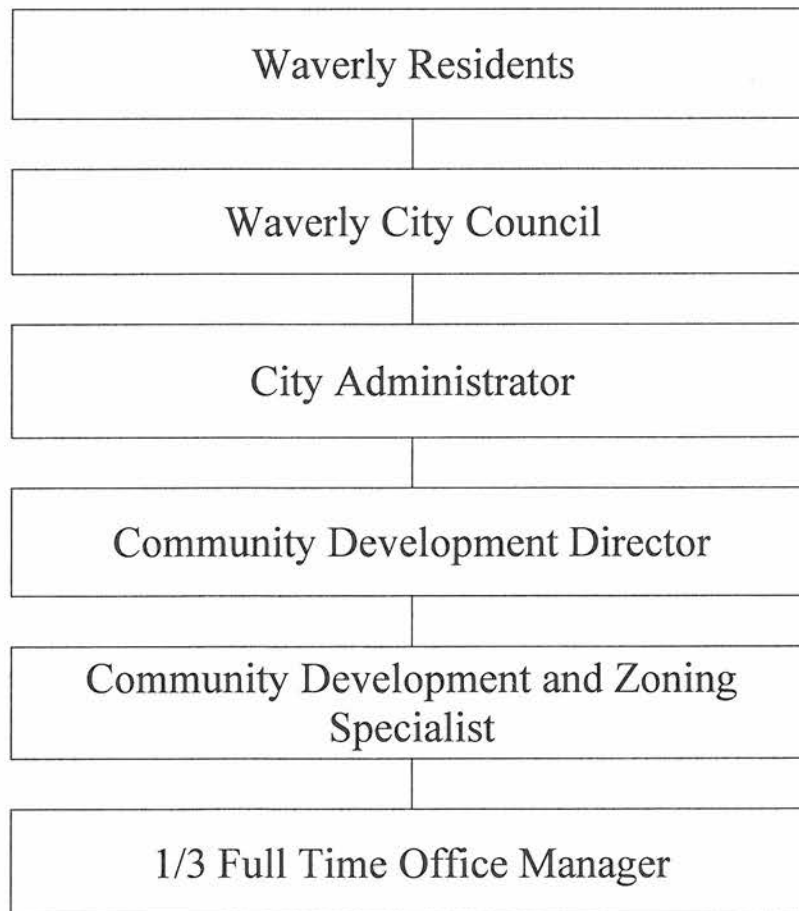 Waverly Residents
Waverly City Council
City Administrator
Community Development Director
Community Development and Zoning
Specialist
1/3 Full Time Office Manager